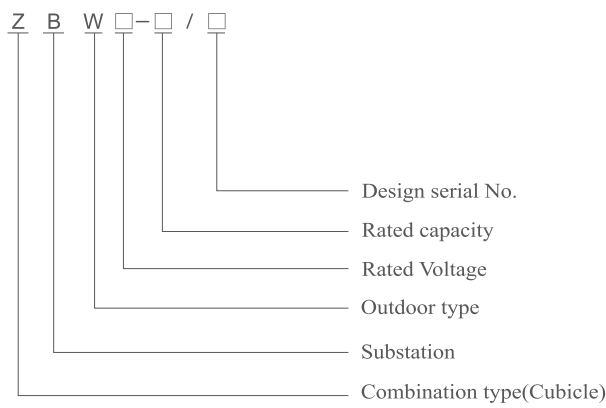 Z B W □-□ / □
Design serial No.
Rated capacity
Rated Voltage
Outdoor type
Substation
Combination type(Cubicle)